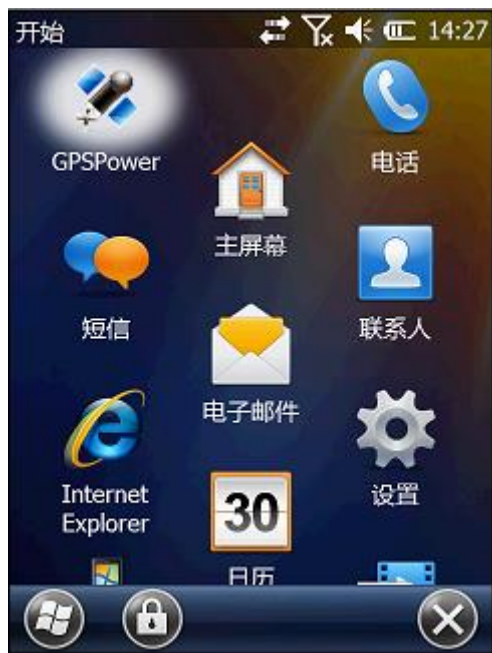 开始 14:27
GPSPower
电话
主屏幕
短信
联系人
电子邮件
Internet
Explorer
设置
30
日历